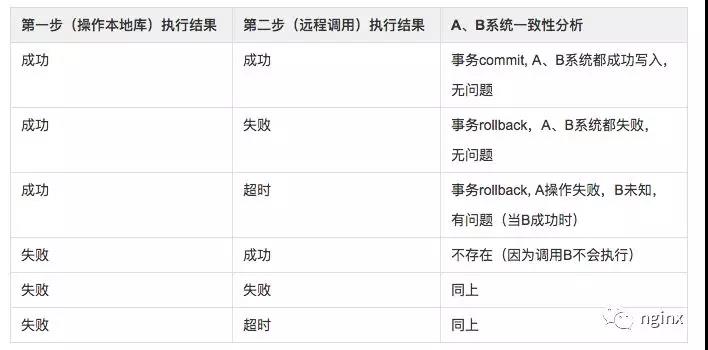 第一步（操作本地库）执行结果 第二步（远程调用）执行结果 A、B系统一致性分析
成功 成功 事务commit, A、B系统都成功写入，
无问题
成功 失败 事务rollback，A、B系统都失败，
无问题
成功 超时 事务rollback, A操作失败，B未知，
有问题（当B成功时）
失败 成功 不存在（因为调用B不会执行）
失败 失败 同上
失败 超时 同上
nginx